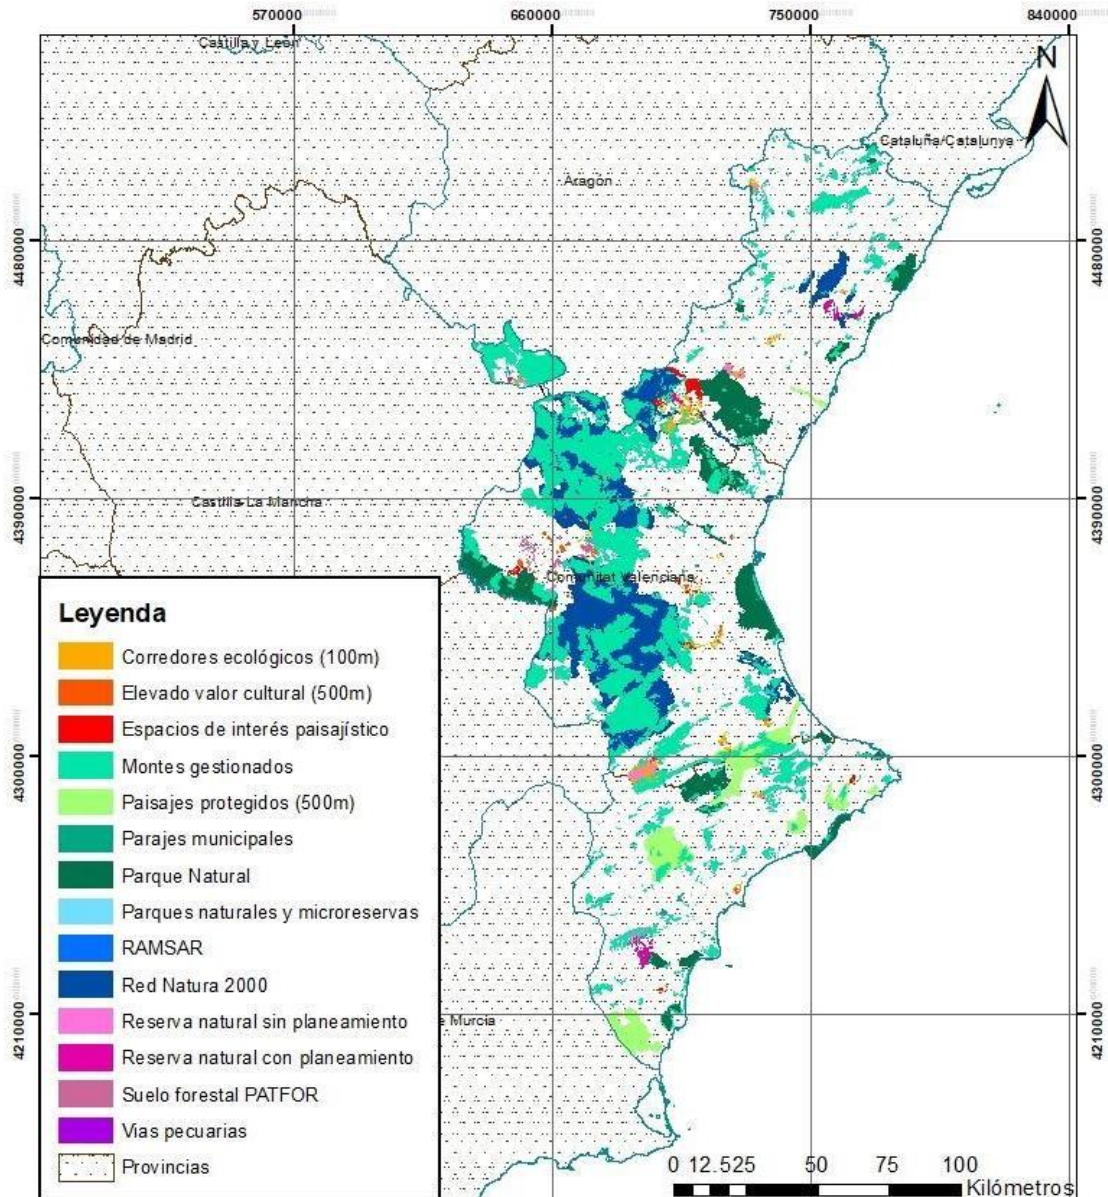 570000 660000 750000 840000
Castilla y León
N
Cataluña/Catalunya
Aragón
4480000 4480000
Comunidad de Madrid
4390000 4390000
Castilla-La Mancha
Comunitat Valenciana
Leyenda
Corredores ecológicos (100m)
Elevado valor cultural (500m)
Espacios de interés paisajístico
Montes gestionados
Paisajes protegidos (500m)
Parajes municipales
Parque Natural
Parques naturales y microreservas
RAMSAR
Red Natura 2000
Reserva natural sin planeamiento
Reserva natural con planeamiento
Suelo forestal PATFOR
Vias pecuarias
Provincias
4300000 4300000
4210000 4210000
e Murcia
0 12.525 50 75 100
Kilómetros